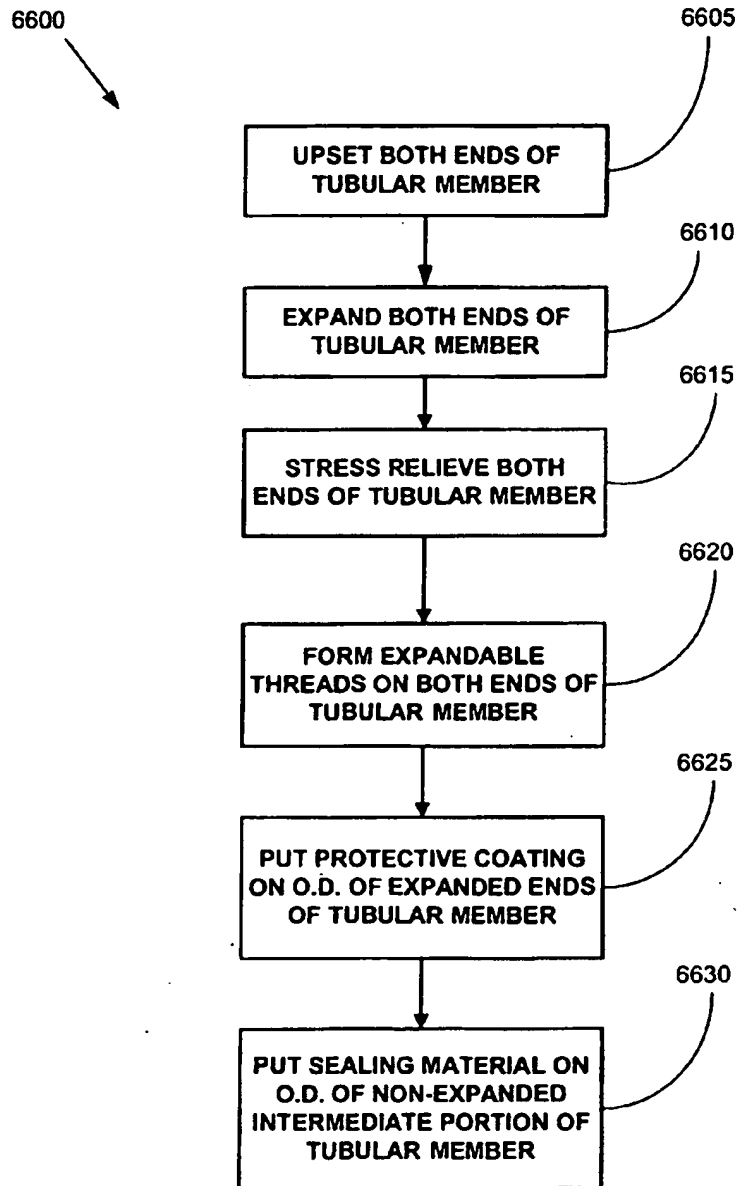 6600
6605
UPSET BOTH ENDS OF
TUBULAR MEMBER
6610
EXPAND BOTH ENDS OF
TUBULAR MEMBER
6615
STRESS RELIEVE BOTH
ENDS OF TUBULAR MEMBER
6620
FORM EXPANDABLE
THREADS ON BOTH ENDS OF
TUBULAR MEMBER
6625
PUT PROTECTIVE COATING
ON O.D. OF EXPANDED ENDS
OF TUBULAR MEMBER
6630
PUT SEALING MATERIAL ON
O.D. OF NON-EXPANDED
INTERMEDIATE PORTION OF
TUBULAR MEMBER